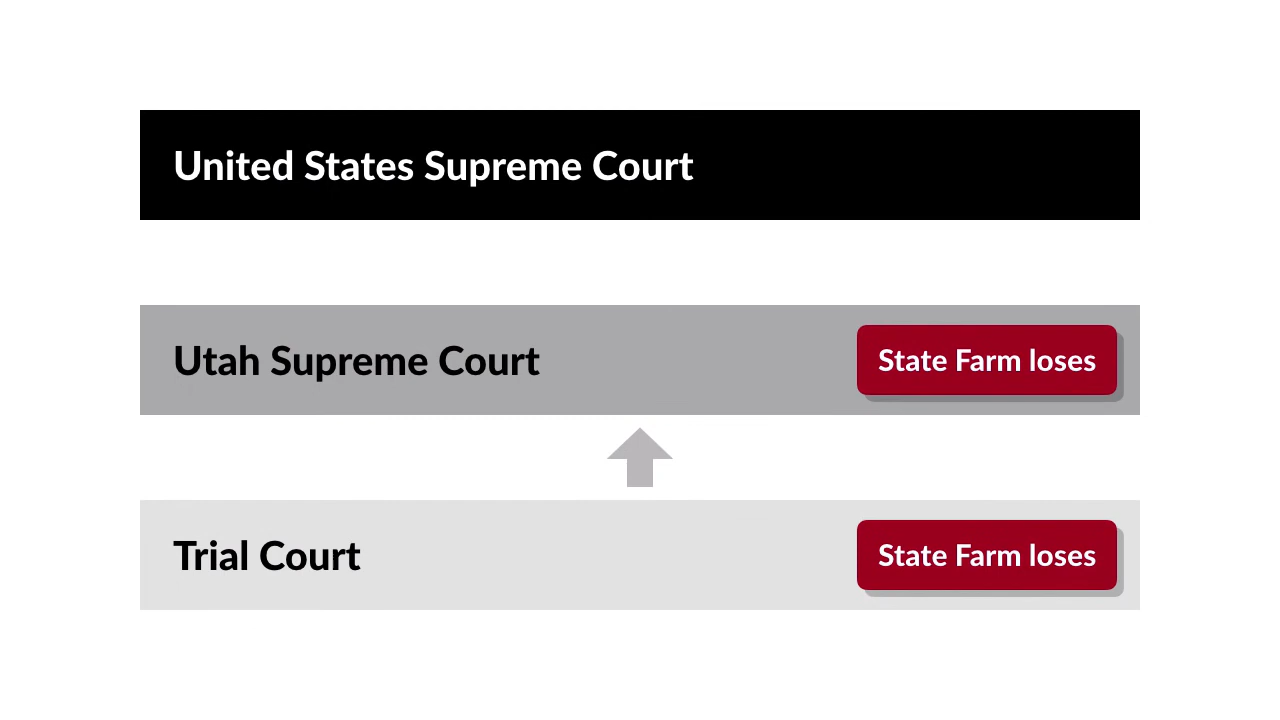 United States Supreme Court
Utah Supreme Court
State Farm loses
Trial Court
State Farm loses